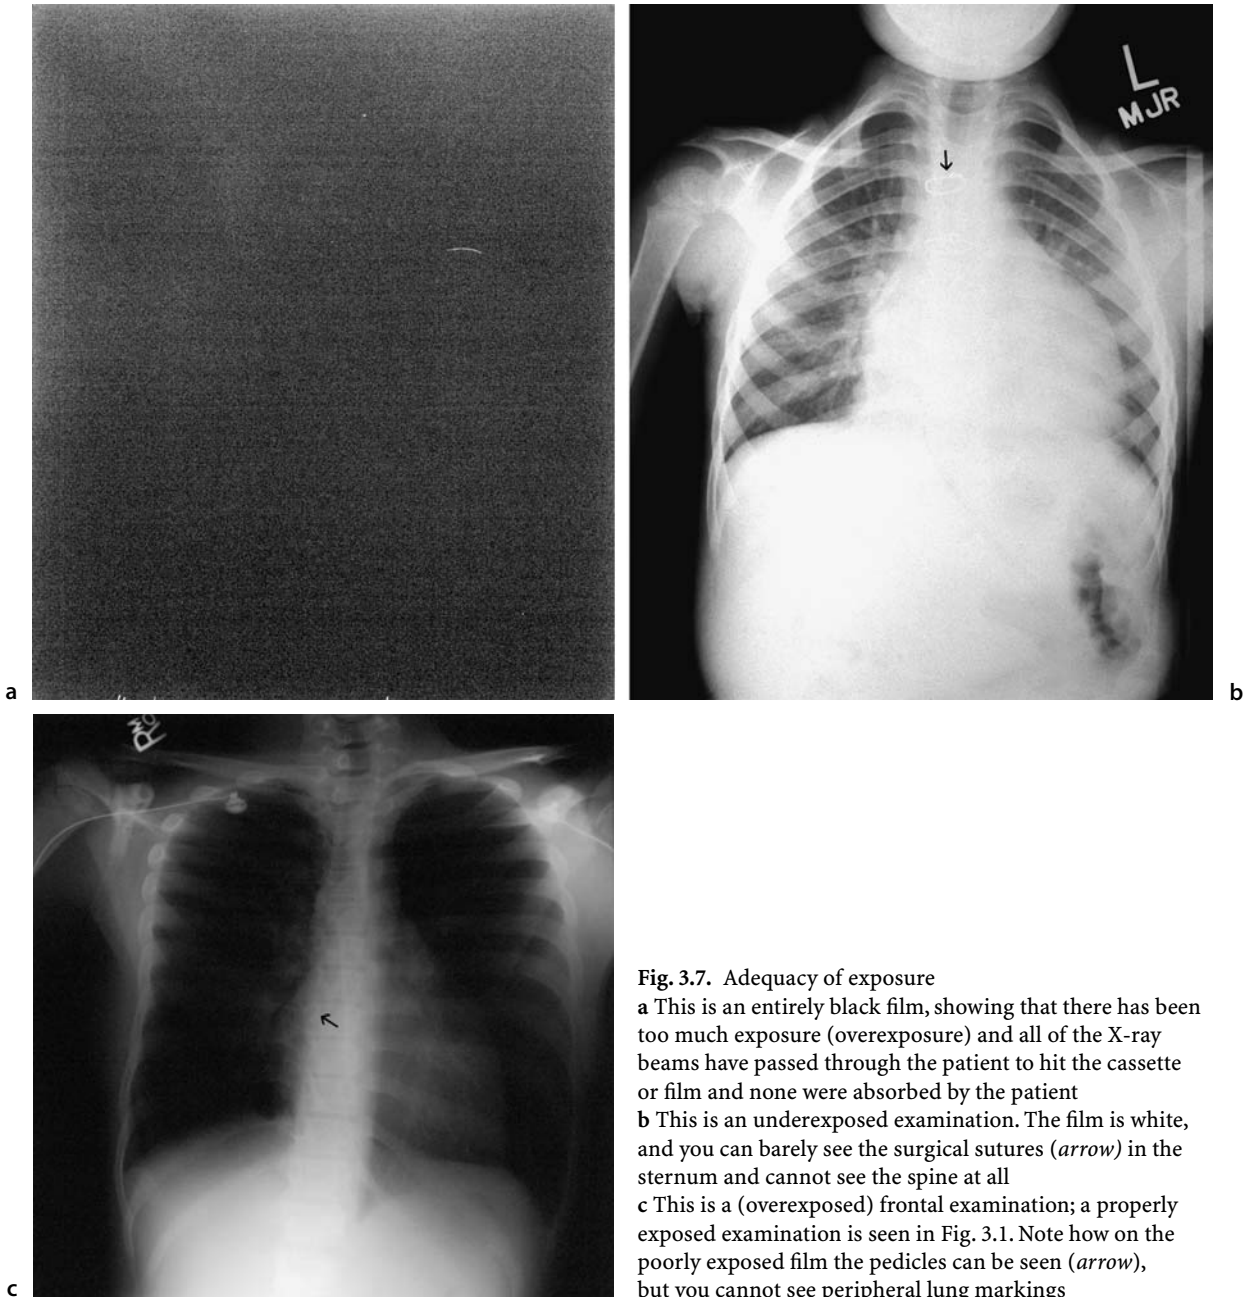 L
MJR
a
b
R
c
Fig. 3.7. Adequacy of exposure
a This is an entirely black film, showing that there has been
too much exposure (overexposure) and all of the X-ray
beams have passed through the patient to hit the cassette
or film and none were absorbed by the patient
b This is an underexposed examination. The film is white,
and you can barely see the surgical sutures (arrow) in the
sternum and cannot see the spine at all
c This is a (overexposed) frontal examination; a properly
exposed examination is seen in Fig. 3.1. Note how on the
poorly exposed film the pedicles can be seen (arrow),
but you cannot see peripheral lung markings